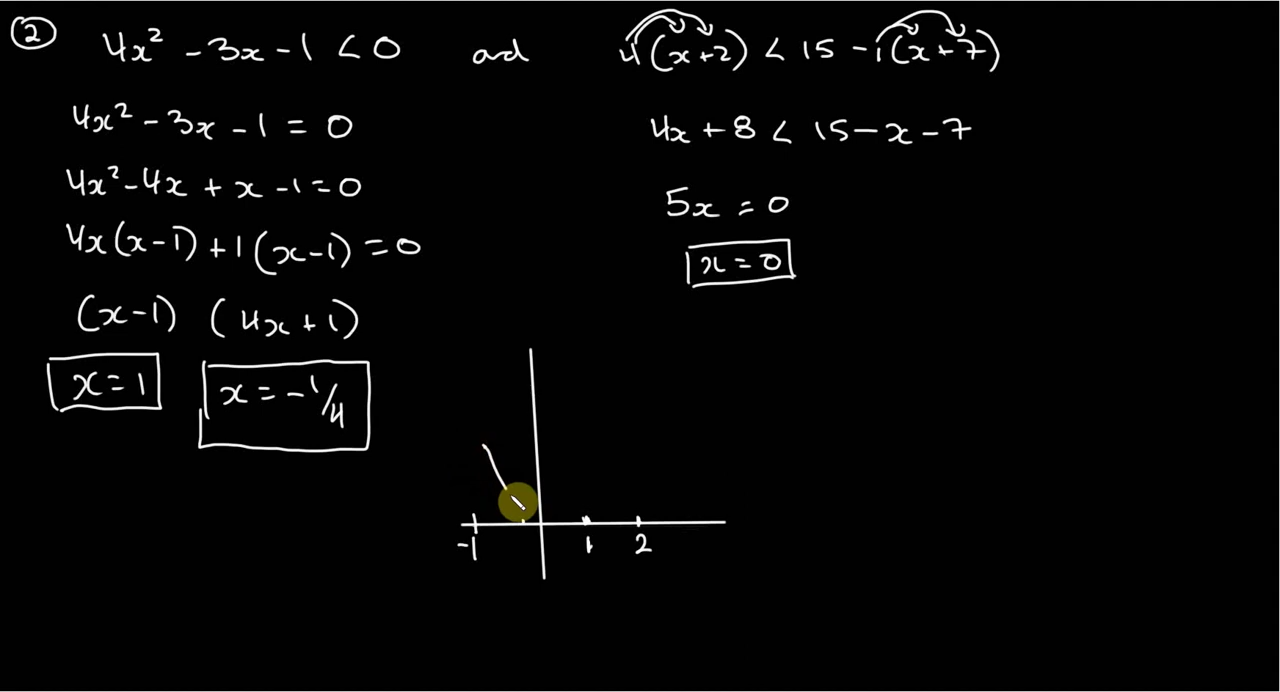 ② 4x² - 3x - 1 < 0 and 4(x+2) < 15 - 1(x+7)
4x² - 3x - 1 = 0
4x² - 4x + x - 1 = 0
4x(x-1) + 1(x-1) = 0
(x-1) (4x+1)
x = 1 x = -1/4
4x + 8 < 15 - x - 7
5x = 0
x = 0
-1 1 2